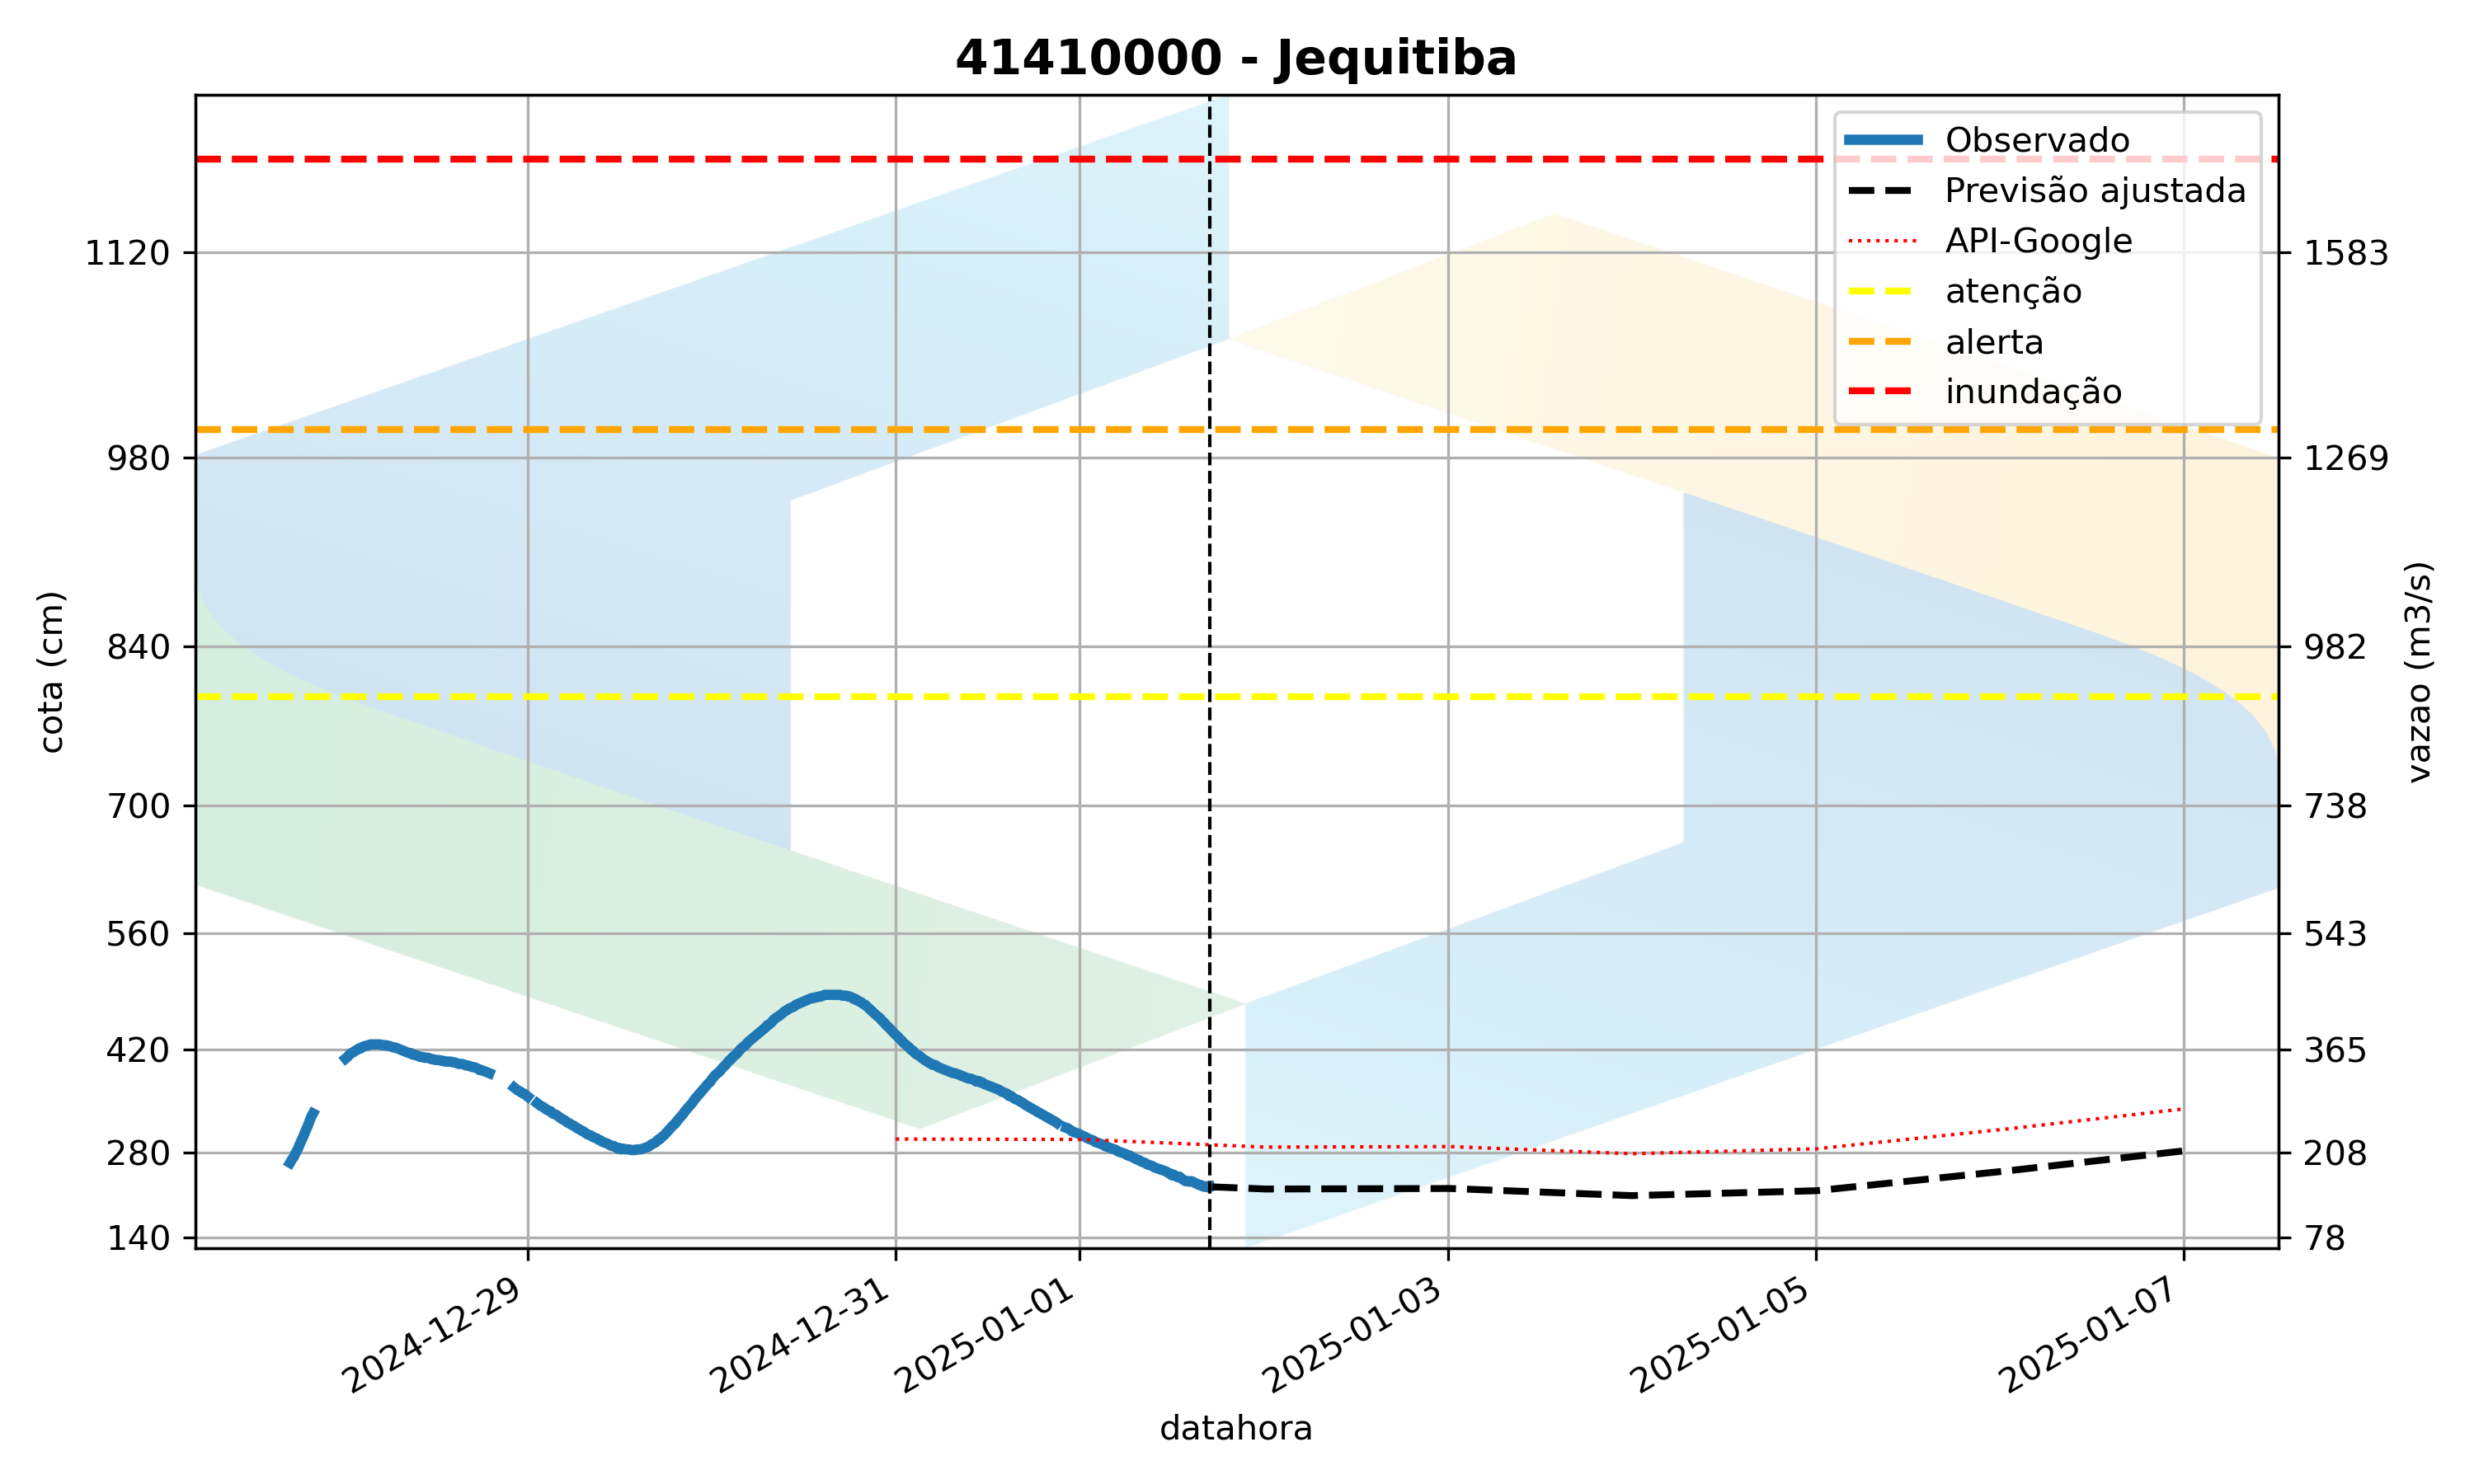 41410000 - Jequitiba
Observado
Previsão ajustada
API-Google
atenção
alerta
inundação
1120
980
840
700
560
420
280
140
cota (cm)
1583
1269
982
738
543
365
208
78
vazao (m3/s)
2024-12-29
2024-12-31
2025-01-01
2025-01-03
2025-01-05
2025-01-07
datahora